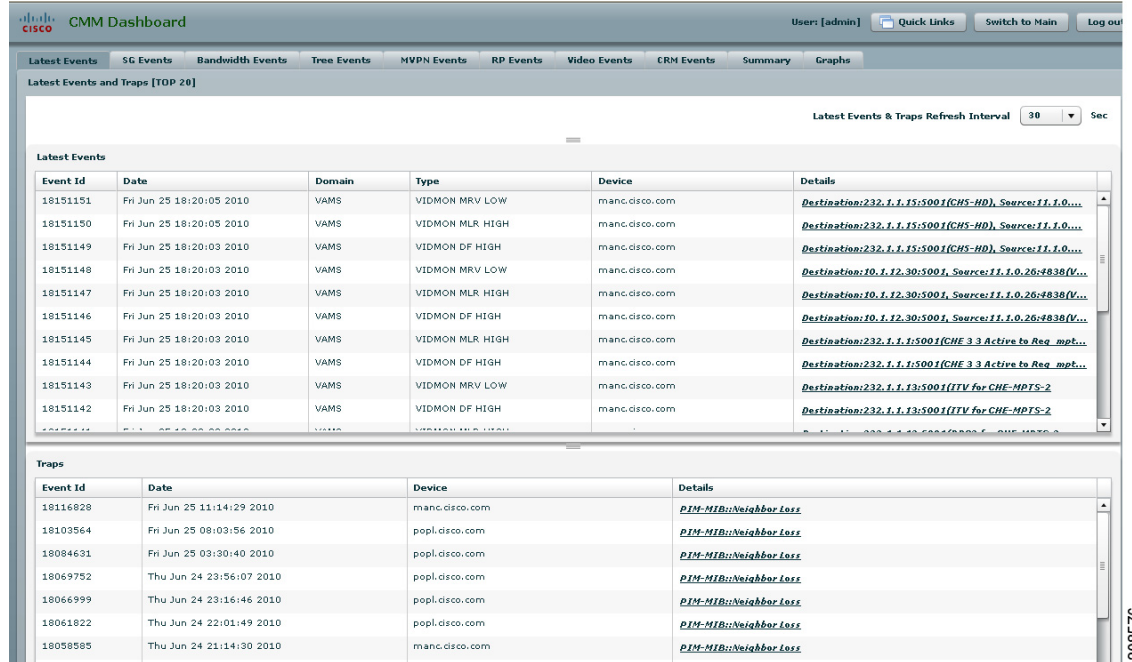 CISCO CMM Dashboard User: [admin] Quick Links Switch to Main Log out
Latest Events SG Events Bandwidth Events Tree Events MVPN Events RP Events Video Events CRM Events Summary Graphs
Latest Events and Traps [TOP 20]
Latest Events & Traps Refresh Interval 30 Sec
Latest Events
Event Id Date Domain Type Device Details
18151151 Fri Jun 25 18:20:05 2010 VAMS VIDMON MRV LOW manc.cisco.com Destination:232.1.1.15:5001(CH5-HD), Source:11.1.0....
18151150 Fri Jun 25 18:20:05 2010 VAMS VIDMON MLR HIGH manc.cisco.com Destination:232.1.1.15:5001(CH5-HD), Source:11.1.0....
18151149 Fri Jun 25 18:20:03 2010 VAMS VIDMON DF HIGH manc.cisco.com Destination:232.1.1.15:5001(CH5-HD), Source:11.1.0....
18151148 Fri Jun 25 18:20:03 2010 VAMS VIDMON MRV LOW manc.cisco.com Destination:10.1.12.30:5001, Source:11.1.0.26:4838(V...
18151147 Fri Jun 25 18:20:03 2010 VAMS VIDMON MLR HIGH manc.cisco.com Destination:10.1.12.30:5001, Source:11.1.0.26:4838(V...
18151146 Fri Jun 25 18:20:03 2010 VAMS VIDMON DF HIGH manc.cisco.com Destination:10.1.12.30:5001, Source:11.1.0.26:4838(V...
18151145 Fri Jun 25 18:20:03 2010 VAMS VIDMON MLR HIGH manc.cisco.com Destination:232.1.1.1:5001(CHE 3 3 Active to Req_mpt...
18151144 Fri Jun 25 18:20:03 2010 VAMS VIDMON DF HIGH manc.cisco.com Destination:232.1.1.1:5001(CHE 3 3 Active to Req_mpt...
18151143 Fri Jun 25 18:20:03 2010 VAMS VIDMON MRV LOW manc.cisco.com Destination:232.1.1.13:5001(ITV for CHE-MPTS-2
18151142 Fri Jun 25 18:20:03 2010 VAMS VIDMON DF HIGH manc.cisco.com Destination:232.1.1.13:5001(ITV for CHE-MPTS-2
Traps
Event Id Date Device Details
18116828 Fri Jun 25 11:14:29 2010 manc.cisco.com PIM-MIB::Neighbor Loss
18103564 Fri Jun 25 08:03:56 2010 popl.cisco.com PIM-MIB::Neighbor Loss
18084631 Fri Jun 25 03:30:40 2010 popl.cisco.com PIM-MIB::Neighbor Loss
18069752 Thu Jun 24 23:56:07 2010 popl.cisco.com PIM-MIB::Neighbor Loss
18066999 Thu Jun 24 23:16:46 2010 popl.cisco.com PIM-MIB::Neighbor Loss
18061822 Thu Jun 24 22:01:49 2010 popl.cisco.com PIM-MIB::Neighbor Loss
18058585 Thu Jun 24 21:14:30 2010 manc.cisco.com PIM-MIB::Neighbor Loss